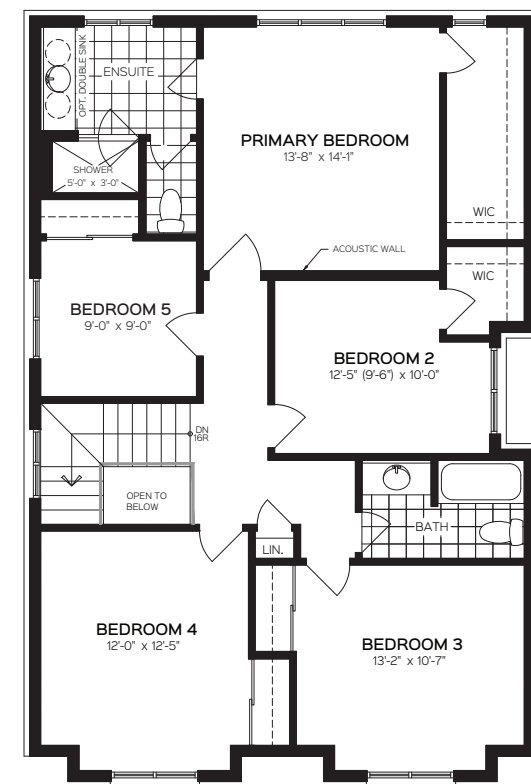 OPT. DOUBLE SINK
ENSUITE
PRIMARY BEDROOM
13'-8" x 14'-1"
SHOWER
5'-0" x 3'-0"
WIC
ACOUSTIC WALL
WIC
BEDROOM 5
9'-0" x 9'-0"
BEDROOM 2
12'-5" (9'-6") x 10'-0"
DN
16R
OPEN TO
BELOW
BATH
LIN.
BEDROOM 4
12'-0" x 12'-5"
BEDROOM 3
13'-2" x 10'-7"